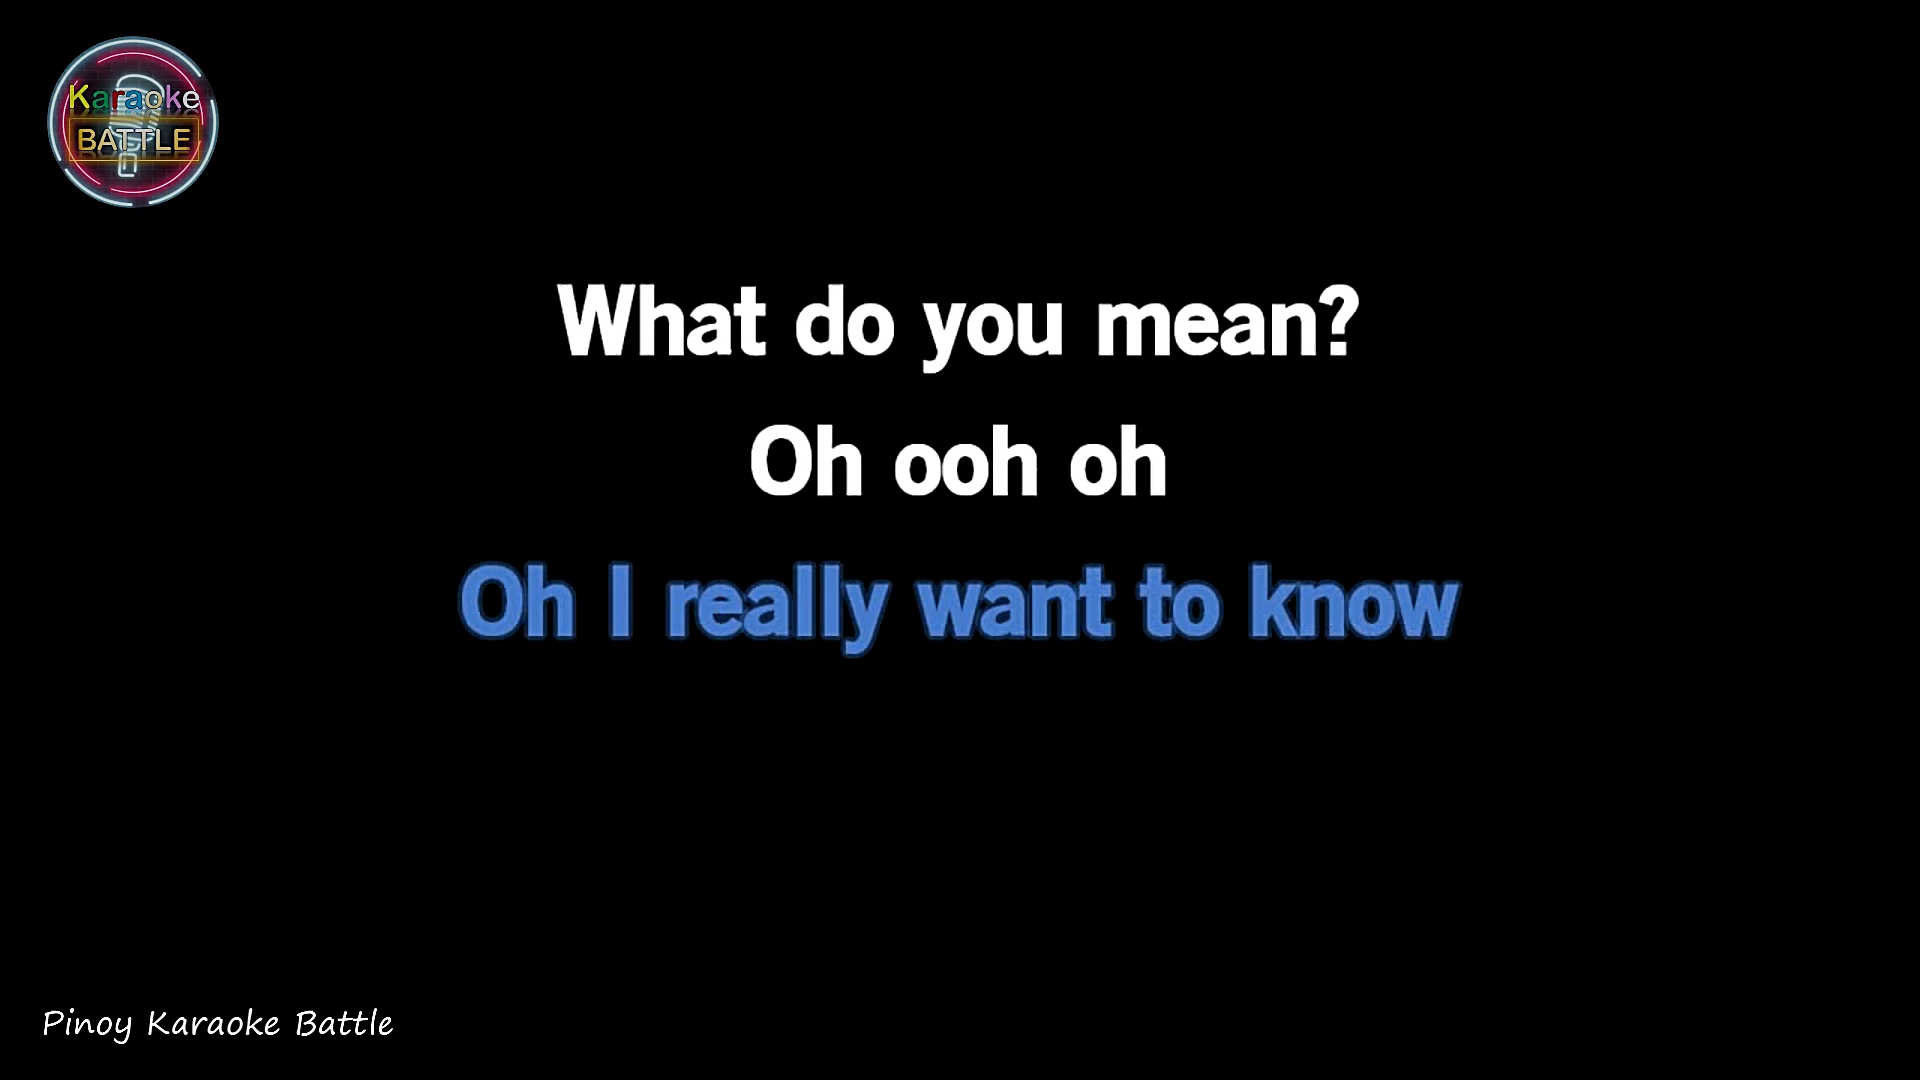 Karaoke
BATTLE
What do you mean?
Oh ooh oh
Oh I really want to know
Pinoy Karaoke Battle